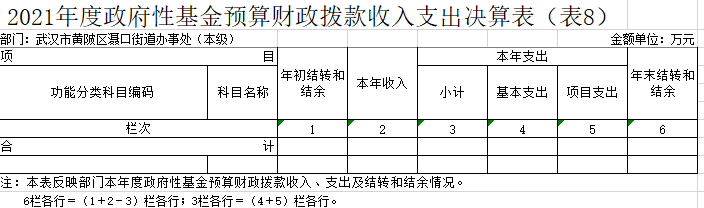 2021年度政府性基金预算财政拨款收入支出决算表（表8）
部门：武汉市黄陂区滠口街道办事处（本级） 金额单位：万元
项 目 年初结转和结余 本年收入 本年支出 年末结转和结余
功能分类科目编码 科目名称 小计 基本支出 项目支出
栏次 1 2 3 4 5 6
合 计
注：本表反映部门本年度政府性基金预算财政拨款收入、支出及结转和结余情况。
6栏各行＝（1＋2－3）栏各行；3栏各行＝（4＋5）栏各行。